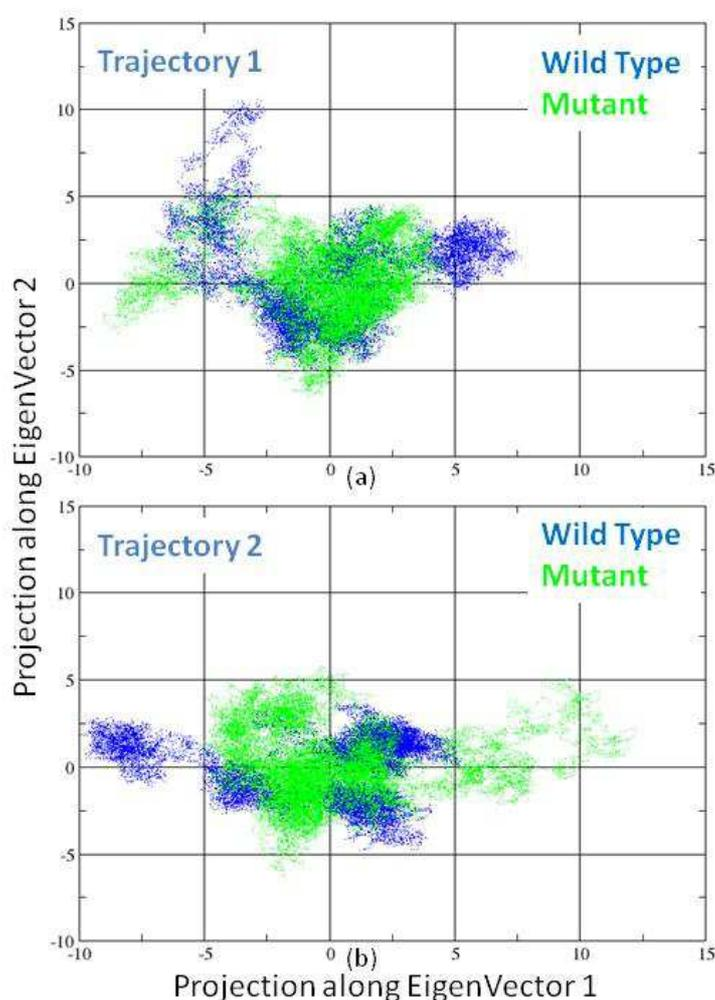 15
Trajectory 1
Wild Type
Mutant
10
5
0
-5
-10
-10 -5 0 5 10 15
(a)
15
Trajectory 2
Wild Type
Mutant
10
5
0
-5
-10
-10 -5 0 5 10 15
(b)
Projection along EigenVector 2
Projection along EigenVector 1